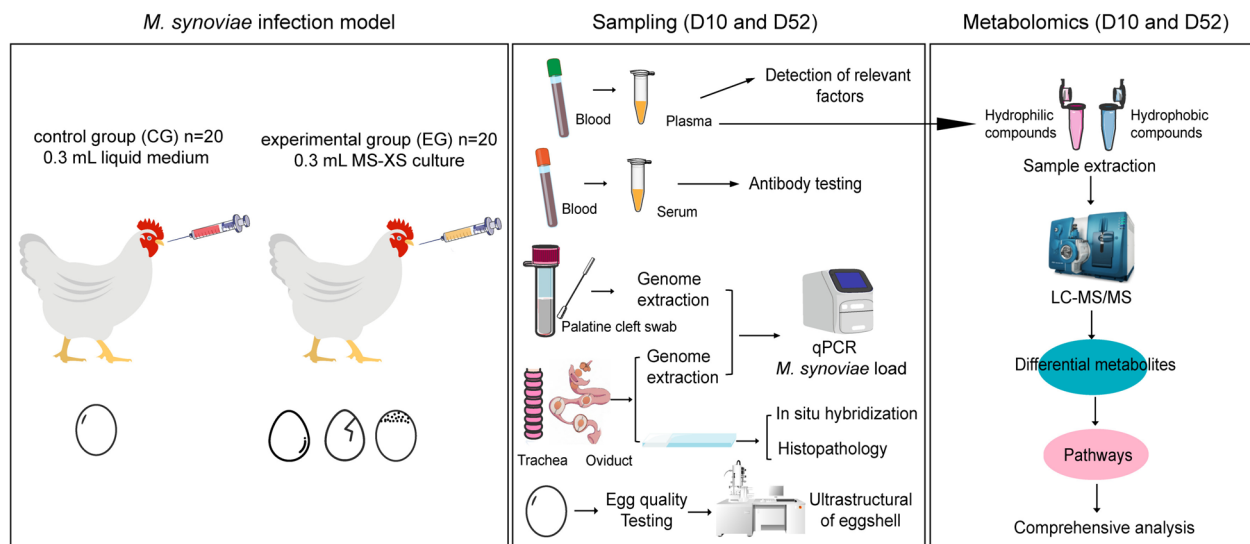 M. synoviae infection model
control group (CG) n=20
0.3 mL liquid medium
experimental group (EG) n=20
0.3 mL MS-XS culture
Sampling (D10 and D52)
Blood
Plasma
Detection of relevant
factors
Blood
Serum
Antibody testing
Palatine cleft swab
Genome
extraction
Genome
extraction
qPCR
M. synoviae load
Trachea
Oviduct
In situ hybridization
Histopathology
Egg quality
Testing
Ultrastructural
of eggshell
Metabolomics (D10 and D52)
Hydrophilic
compounds
Hydrophobic
compounds
Sample extraction
LC-MS/MS
Differential metabolites
Pathways
Comprehensive analysis